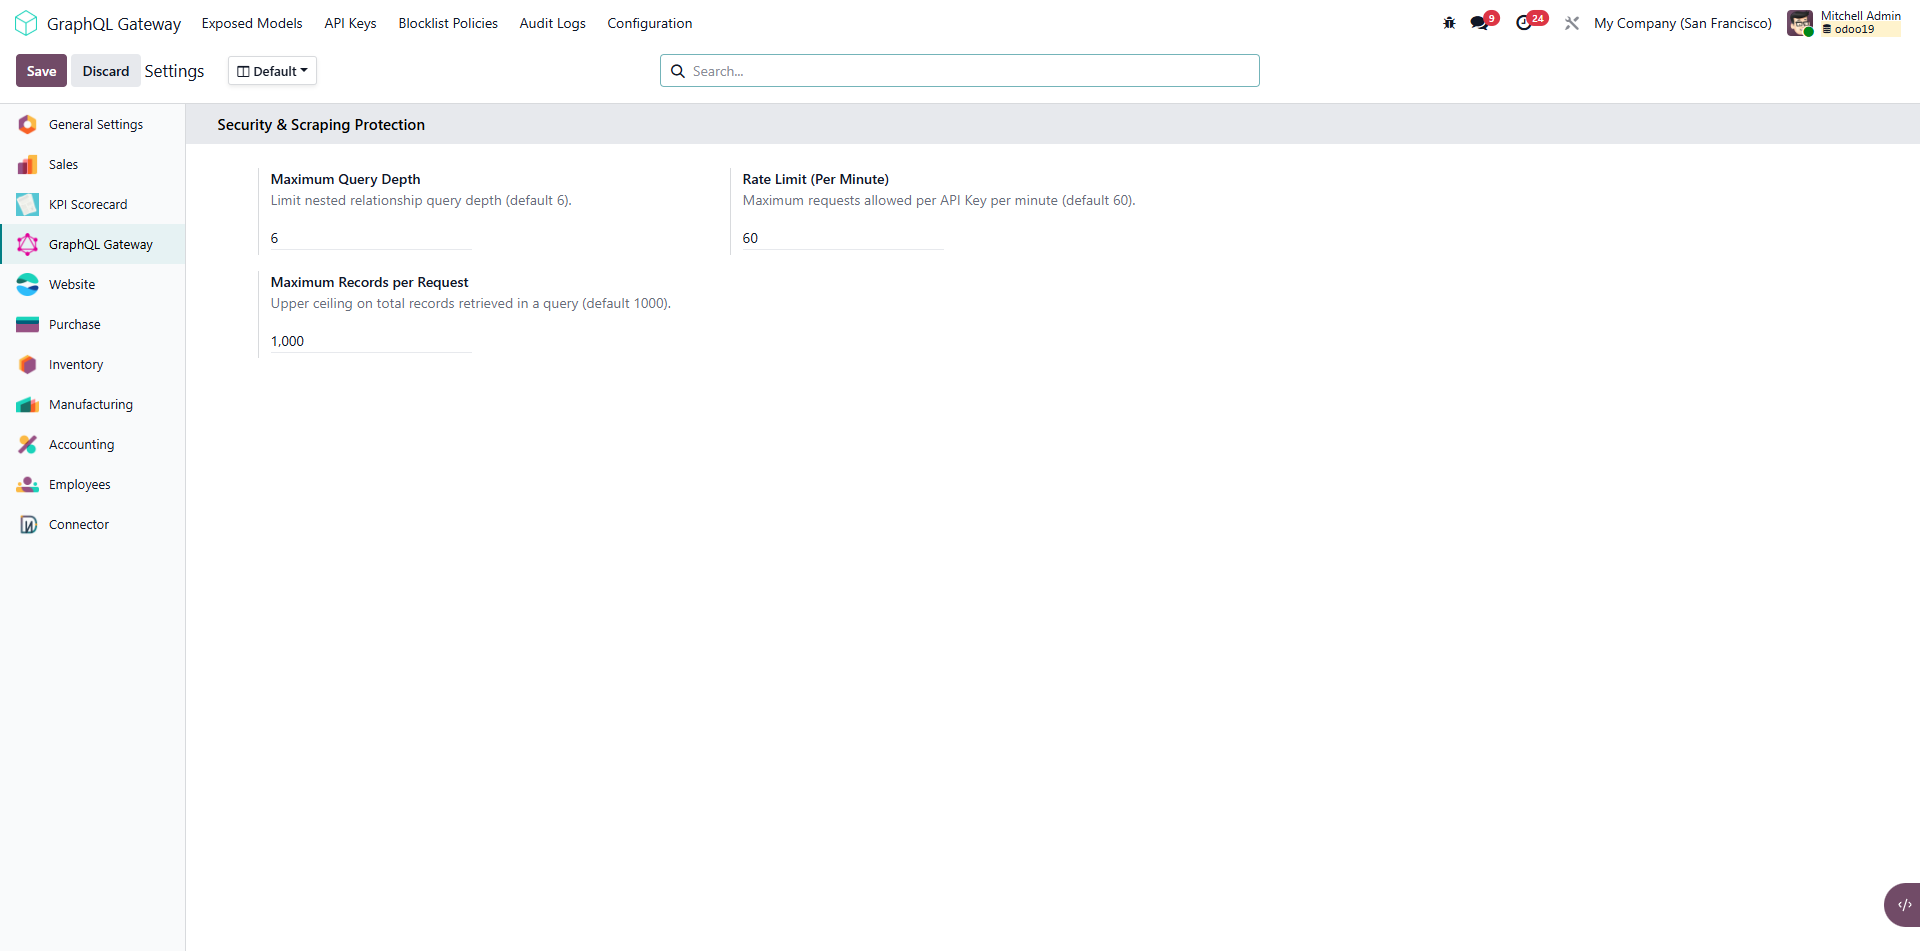 GraphQL Gateway
Exposed Models
API Keys
Blocklist Policies
Audit Logs
Configuration
9
24
My Company (San Francisco)
Mitchell Admin
odoo19
Save
Discard
Settings
Default
Search...
General Settings
Sales
KPI Scorecard
GraphQL Gateway
Website
Purchase
Inventory
Manufacturing
Accounting
Employees
Connector
Security & Scraping Protection
Maximum Query Depth
Limit nested relationship query depth (default 6).
6
Rate Limit (Per Minute)
Maximum requests allowed per API Key per minute (default 60).
60
Maximum Records per Request
Upper ceiling on total records retrieved in a query (default 1000).
1,000